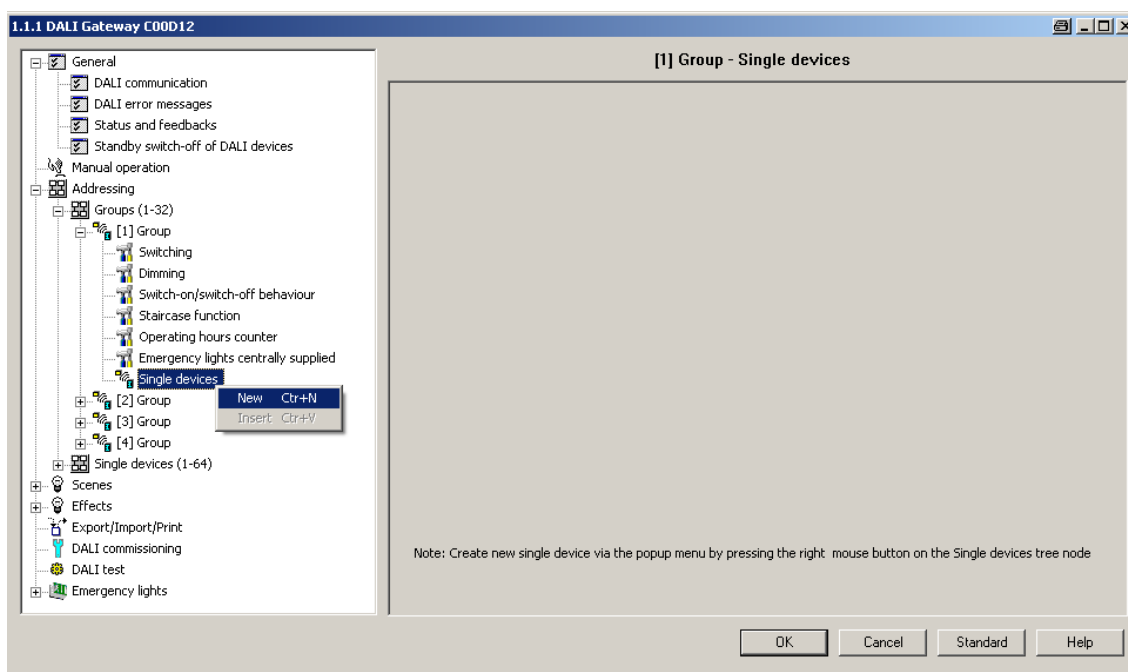 1.1.1 DALI Gateway C00D12
General
DALI communication
DALI error messages
Status and feedbacks
Standby switch-off of DALI devices
Manual operation
Addressing
Groups (1-32)
[1] Group
Switching
Dimming
Switch-on/switch-off behaviour
Staircase function
Operating hours counter
Emergency lights centrally supplied
Single devices
New Ctr+N
Insert Ctr+V
[2] Group
[3] Group
[4] Group
Single devices (1-64)
Scenes
Effects
Export/Import/Print
DALI commissioning
DALI test
Emergency lights
[1] Group - Single devices
Note: Create new single device via the popup menu by pressing the right mouse button on the Single devices tree node
OK Cancel Standard Help